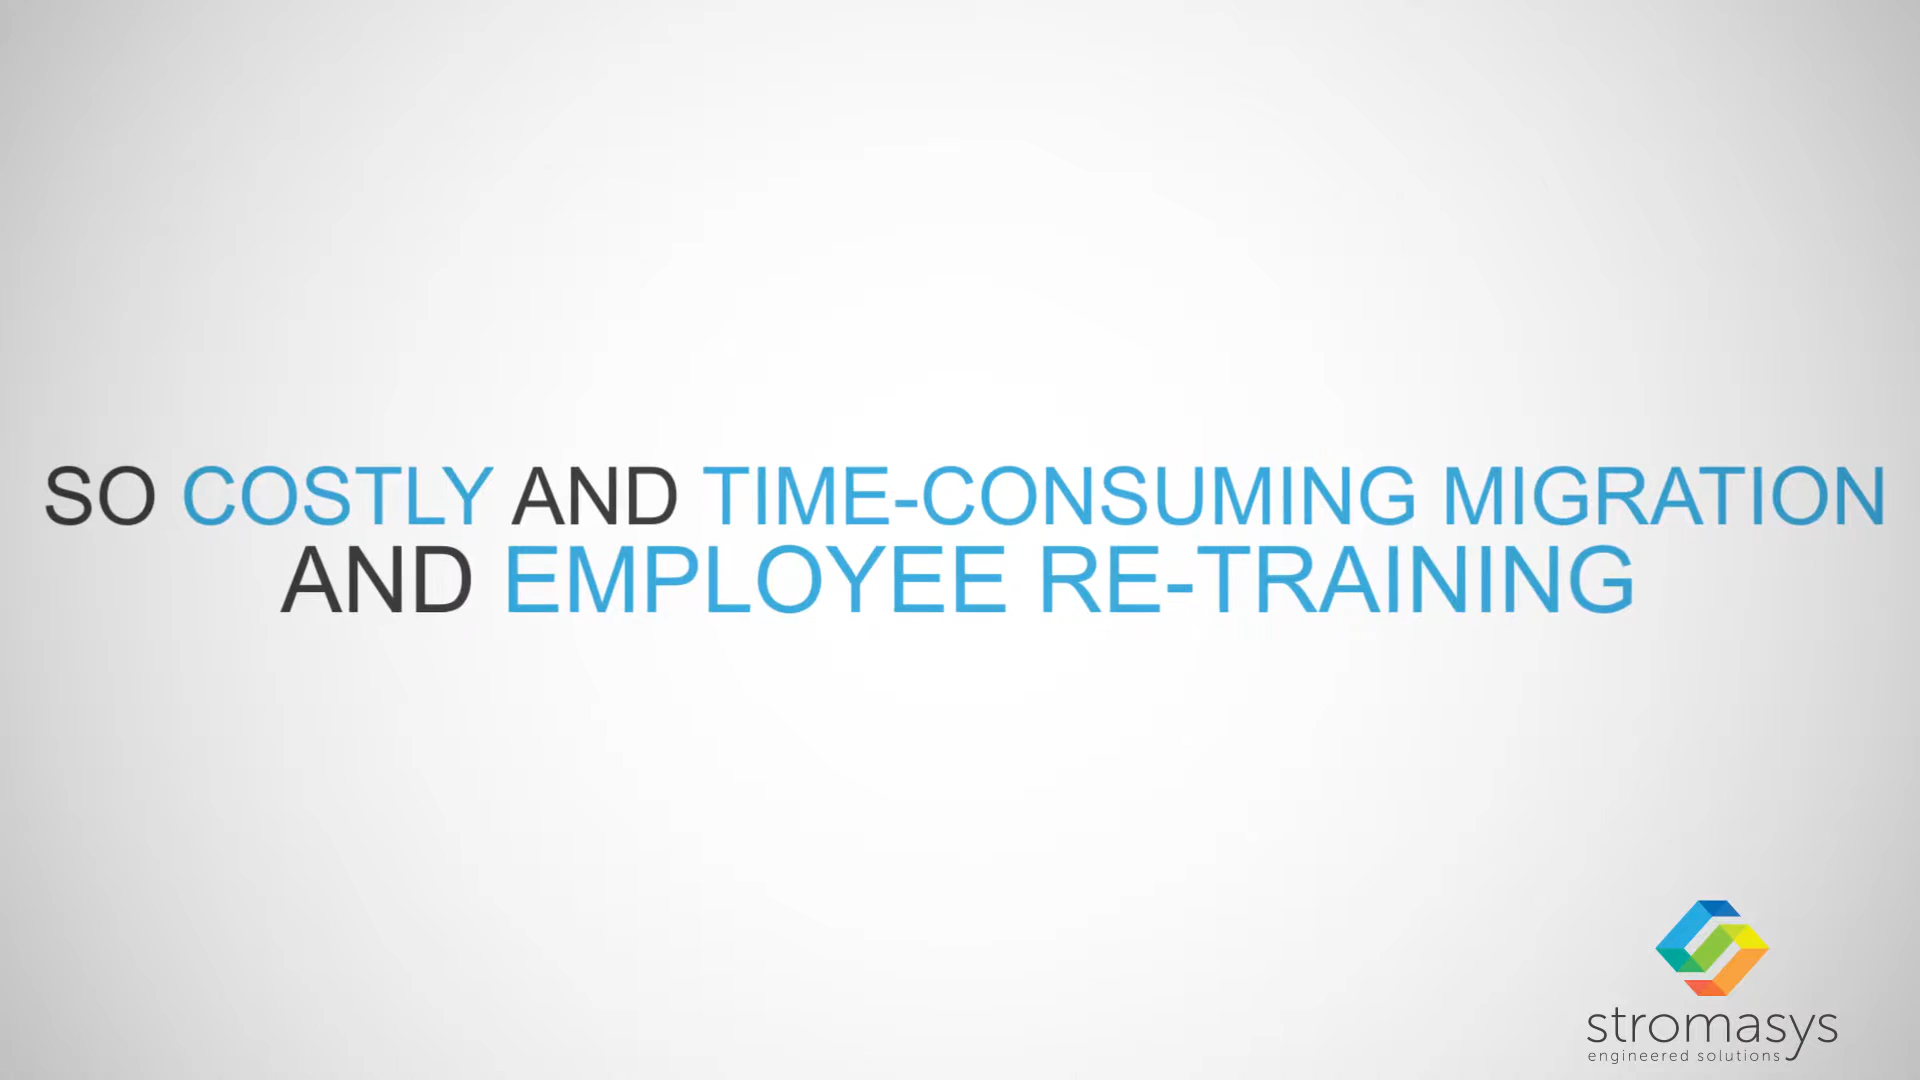 SO COSTLY AND TIME-CONSUMING MIGRATION
AND EMPLOYEE RE-TRAINING
stromasys
engineered solutions